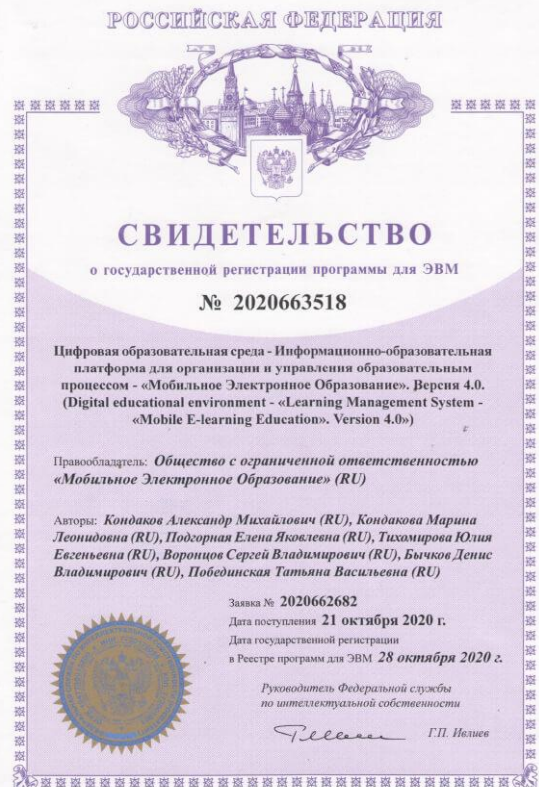 РОССИЙСКАЯ ФЕДЕРАЦИЯ
СВИДЕТЕЛЬСТВО
о государственной регистрации программы для ЭВМ
№ 2020663518
Цифровая образовательная среда - Информационно-образовательная
платформа для организации и управления образовательным
процессом - «Мобильное Электронное Образование». Версия 4.0.
(Digital educational environment - «Learning Management System -
«Mobile E-learning Education». Version 4.0»)
Правообладатель: Общество с ограниченной ответственностью
«Мобильное Электронное Образование» (RU)
Авторы: Кондаков Александр Михайлович (RU), Кондакова Марина
Леонидовна (RU), Подгорная Елена Яковлевна (RU), Тихомирова Юлия
Евгеньевна (RU), Воронцов Сергей Владимирович (RU), Бычков Денис
Владимирович (RU), Побединская Татьяна Васильевна (RU)
Заявка № 2020662682
Дата поступления 21 октября 2020 г.
Дата государственной регистрации
в Реестре программ для ЭВМ 28 октября 2020 г.
Руководитель Федеральной службы
по интеллектуальной собственности
Г.П. Ивлиев